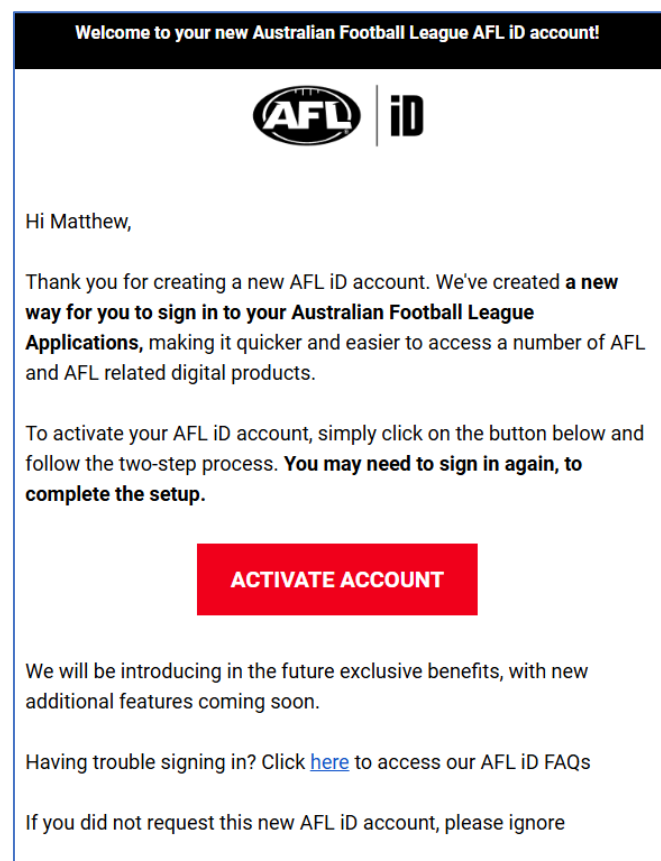 Welcome to your new Australian Football League AFL iD account!
AFL iD
Hi Matthew,
Thank you for creating a new AFL iD account. We've created a new
way for you to sign in to your Australian Football League
Applications, making it quicker and easier to access a number of AFL
and AFL related digital products.
To activate your AFL iD account, simply click on the button below and
follow the two-step process. You may need to sign in again, to
complete the setup.
ACTIVATE ACCOUNT
We will be introducing in the future exclusive benefits, with new
additional features coming soon.
Having trouble signing in? Click here to access our AFL iD FAQs
If you did not request this new AFL iD account, please ignore